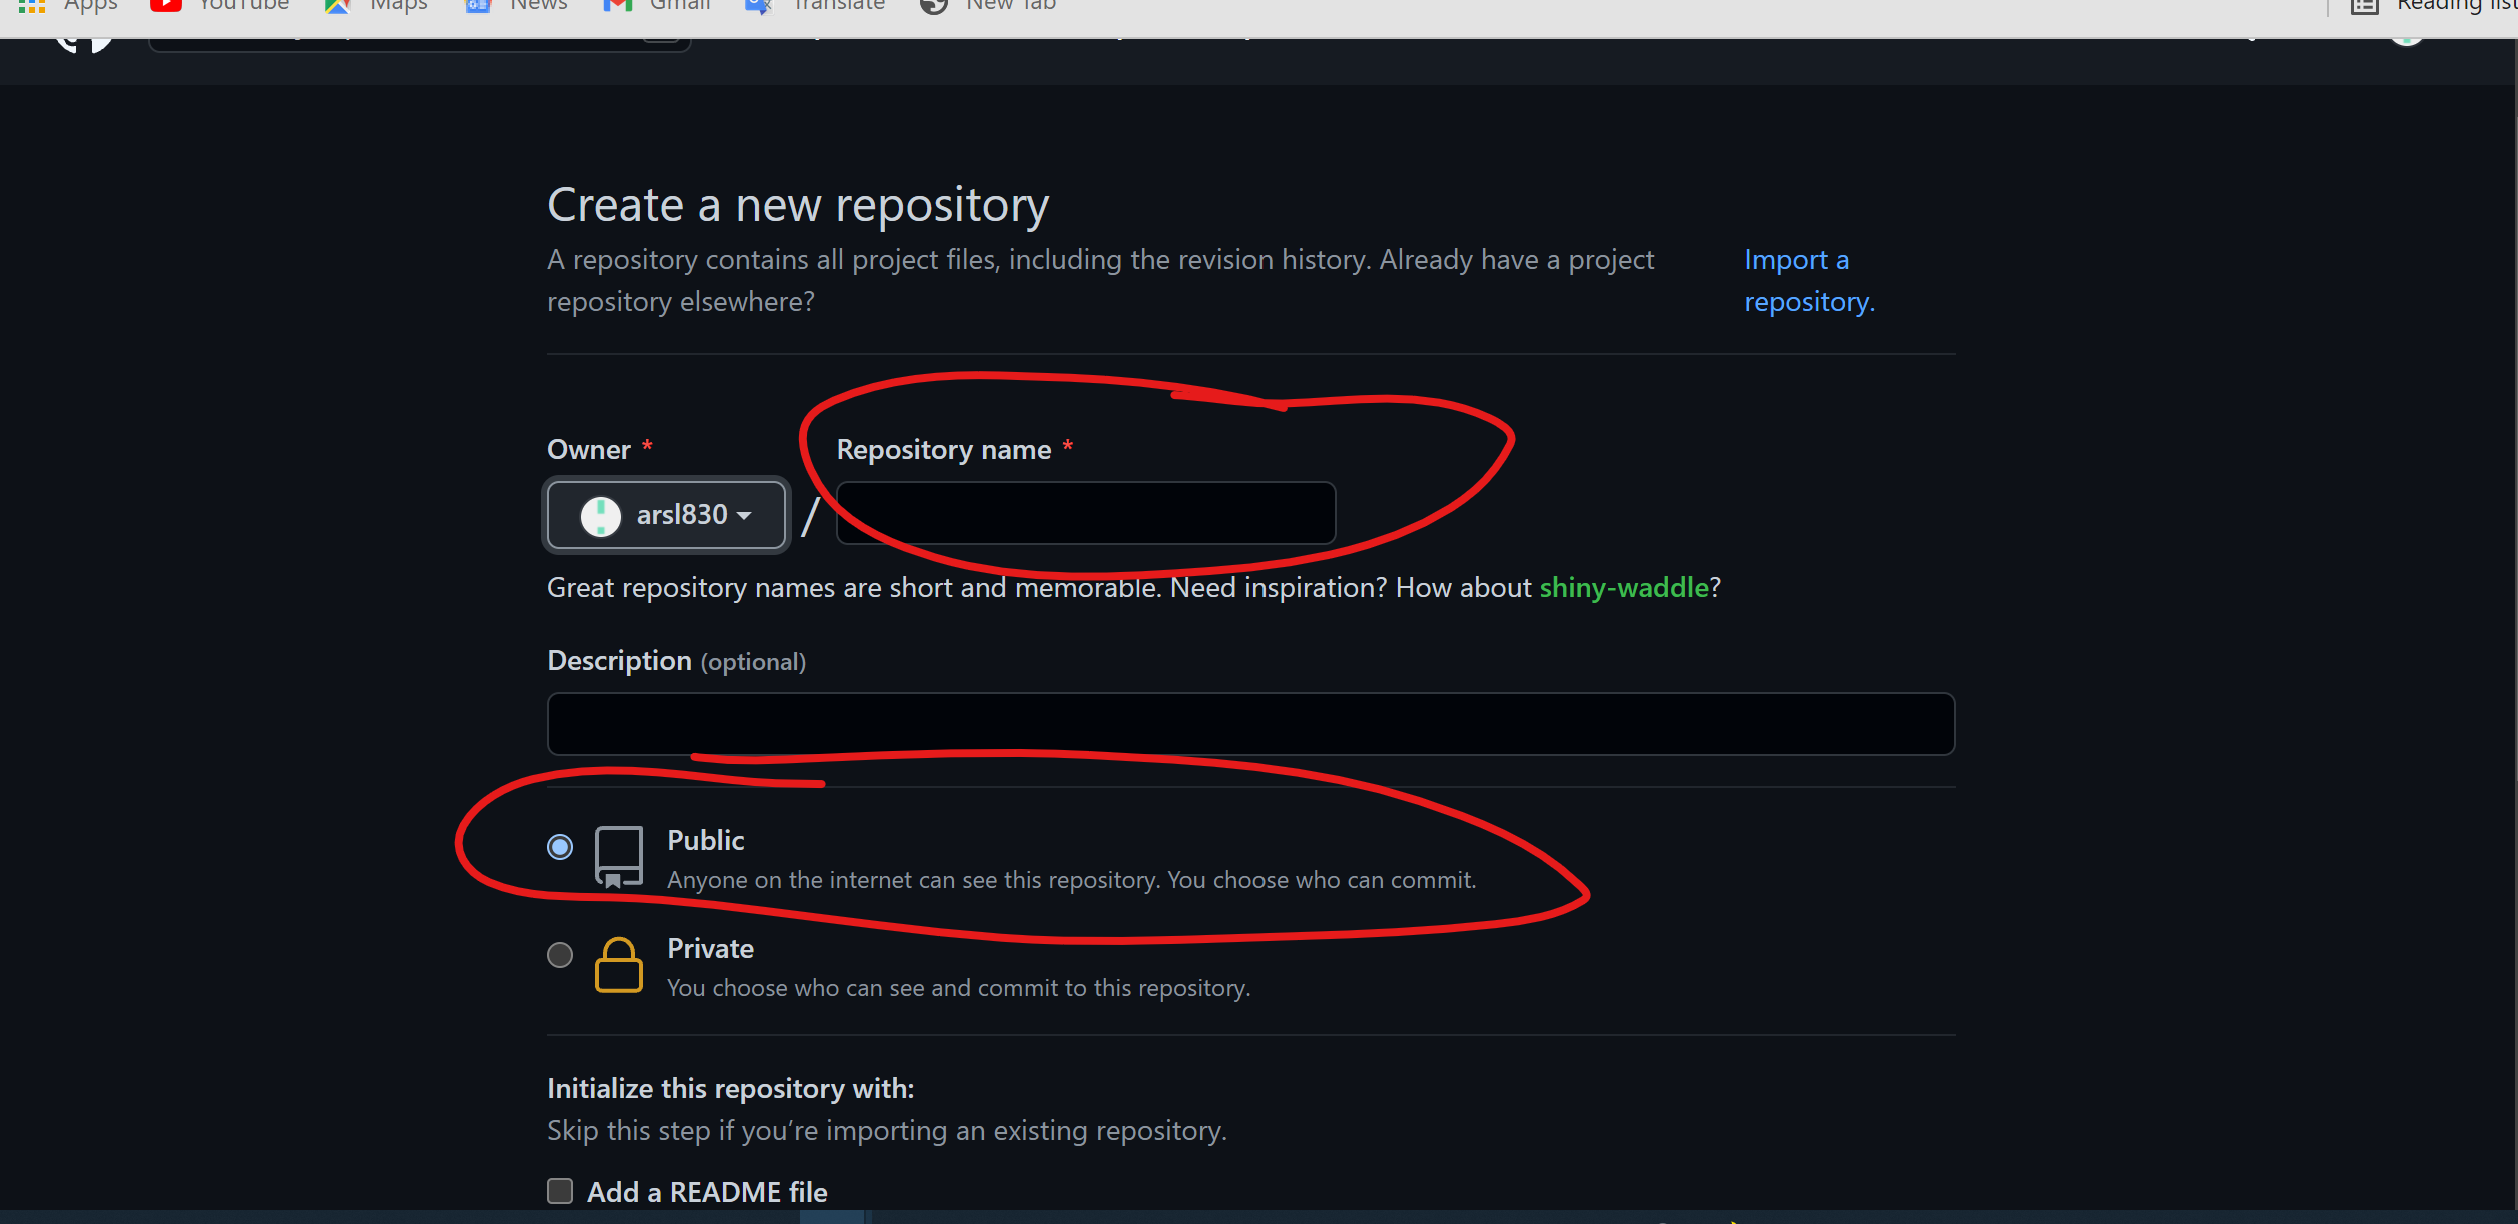 Apps YouTube Maps News Gmail Translate New Tab Reading list
Create a new repository
A repository contains all project files, including the revision history. Already have a project repository elsewhere?
Import a repository.
Owner *
Repository name *
arsl830 /
Great repository names are short and memorable. Need inspiration? How about shiny-waddle?
Description (optional)
Public
Anyone on the internet can see this repository. You choose who can commit.
Private
You choose who can see and commit to this repository.
Initialize this repository with:
Skip this step if you’re importing an existing repository.
Add a README file